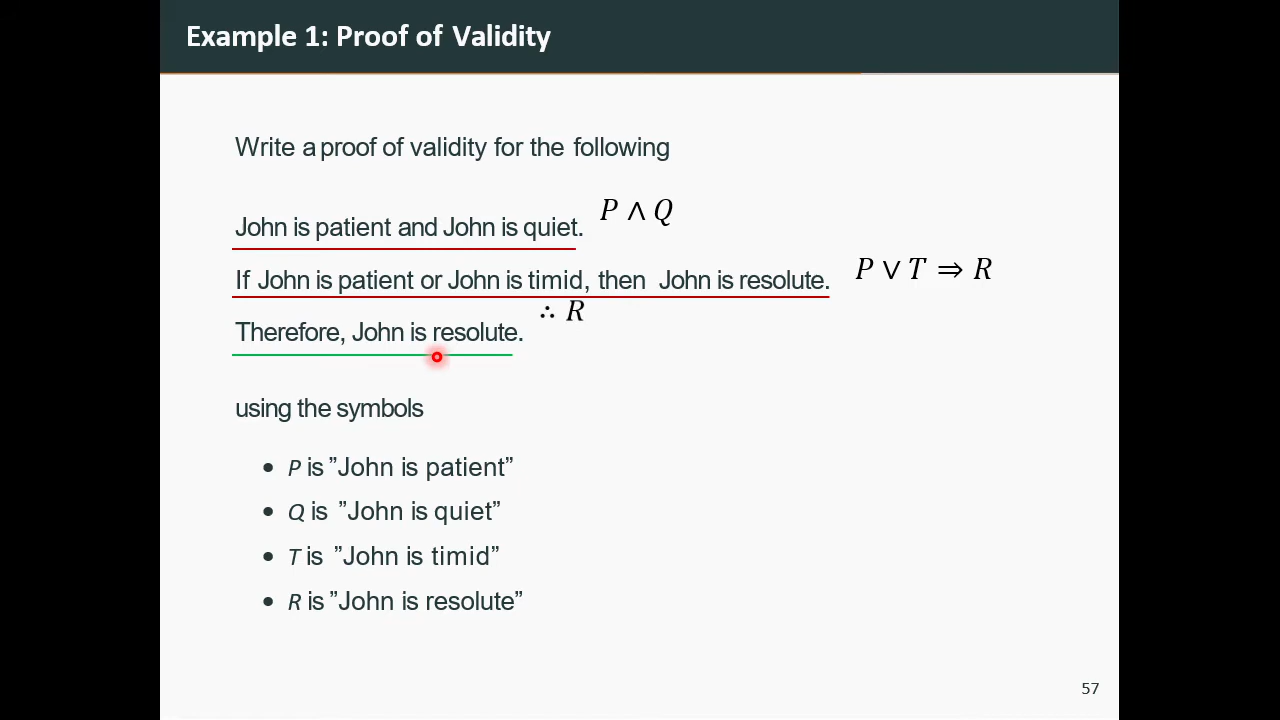 Example 1: Proof of Validity
Write a proof of validity for the following
John is patient and John is quiet. P ∧ Q
If John is patient or John is timid, then John is resolute. P ∨ T ⇒ R
∴ R
Therefore, John is resolute.
using the symbols
• P is ”John is patient”
• Q is ”John is quiet”
• T is ”John is timid”
• R is ”John is resolute”
57